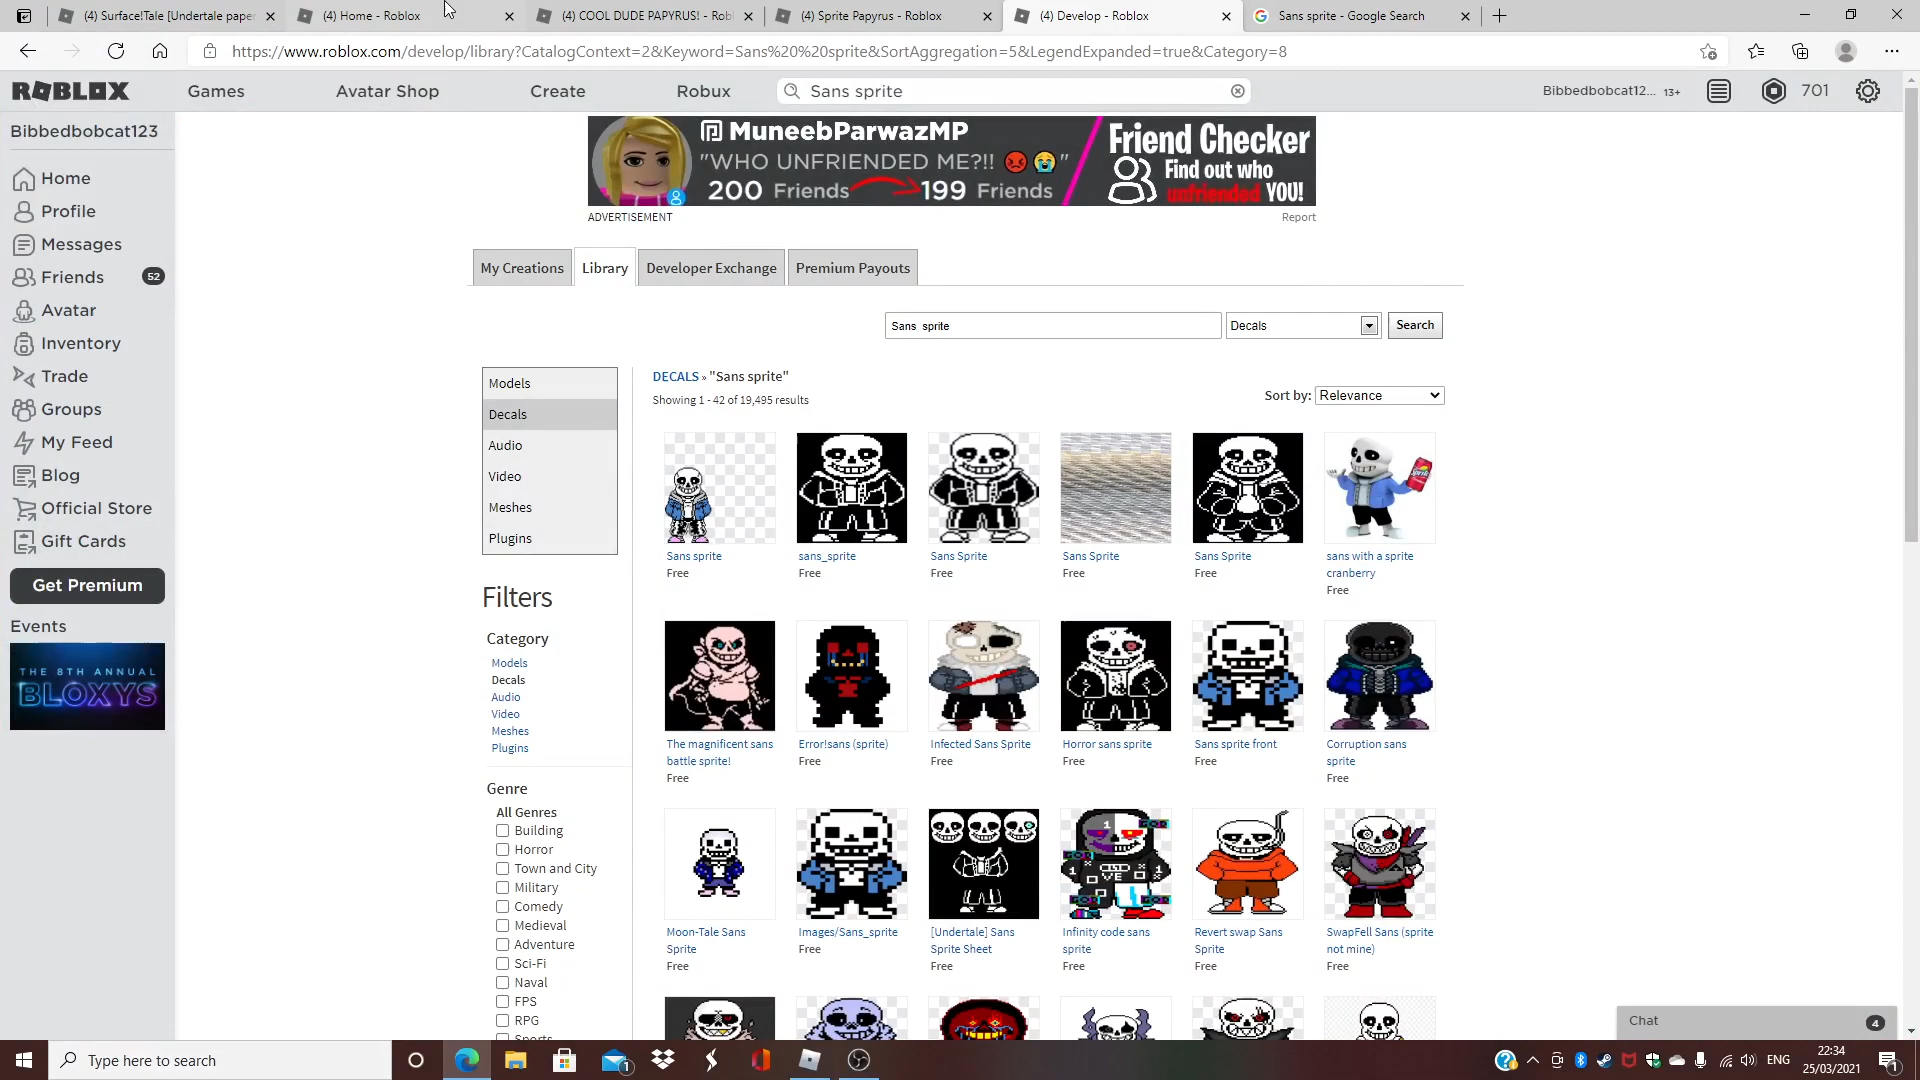 (4) Surface!Tale [Undertale paper
(4) Home - Roblox
(4) COOL DUDE PAPYRUS! - Robl
(4) Sprite Papyrus - Roblox
(4) Develop - Roblox
Sans sprite - Google Search
https://www.roblox.com/develop/library?CatalogContext=2&Keyword=Sans%20%20sprite&SortAggregation=5&LegendExpanded=true&Category=8
ROBLOX
Games
Avatar Shop
Create
Robux
Sans sprite
Bibbedbobcat12... 13+
701
Bibbedbobcat123
Home
Profile
Messages
Friends 52
Avatar
Inventory
Trade
Groups
My Feed
Blog
Official Store
Gift Cards
Get Premium
Events
THE 8TH ANNUAL
BLOXYS
MuneebParwazMP
"WHO UNFRIENDED ME?!! "
200 Friends 199 Friends
Friend Checker
Find out who
unfriended YOU!
ADVERTISEMENT
Report
My Creations
Library
Developer Exchange
Premium Payouts
Sans  sprite
Decals
Search
Models
Decals
Audio
Video
Meshes
Plugins
DECALS » "Sans sprite"
Showing 1 - 42 of 19,495 results
Sort by: Relevance
Filters
Category
Models
Decals
Audio
Video
Meshes
Plugins
Genre
All Genres
Building
Horror
Town and City
Military
Comedy
Medieval
Adventure
Sci-Fi
Naval
FPS
RPG
Sports
Sans sprite
Free
sans_sprite
Free
Sans Sprite
Free
Sans Sprite
Free
Sans Sprite
Free
sans with a sprite
cranberry
Free
The magnificent sans
battle sprite!
Free
Error!sans (sprite)
Free
Infected Sans Sprite
Free
Horror sans sprite
Free
Sans sprite front
Free
Corruption sans
sprite
Free
Moon-Tale Sans
Sprite
Free
Images/Sans_sprite
Free
[Undertale] Sans
Sprite Sheet
Free
Infinity code sans
sprite
Free
Revert swap Sans
Sprite
Free
SwapFell Sans (sprite
not mine)
Free
Chat 4
Type here to search
1
ENG
22:34
25/03/2021
1